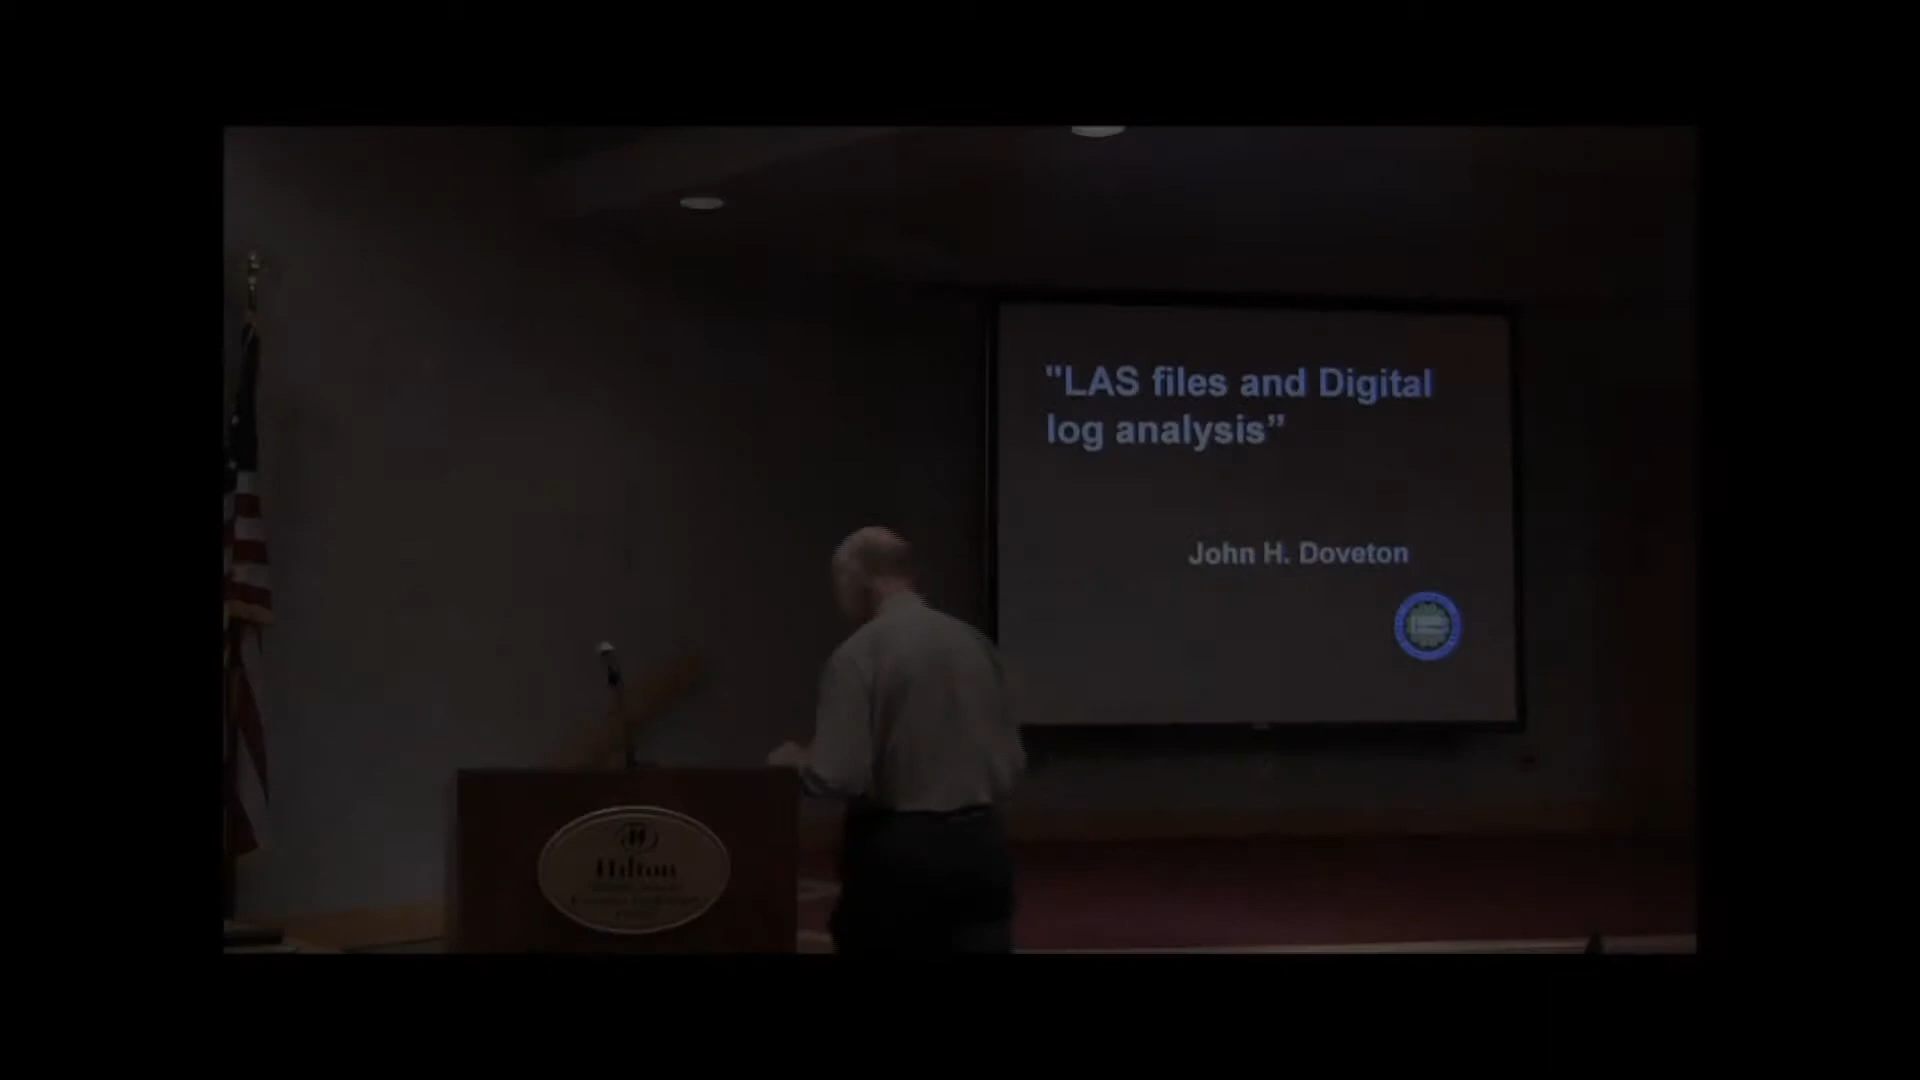 "LAS files and Digital
log analysis”
John H. Doveton
Hilton